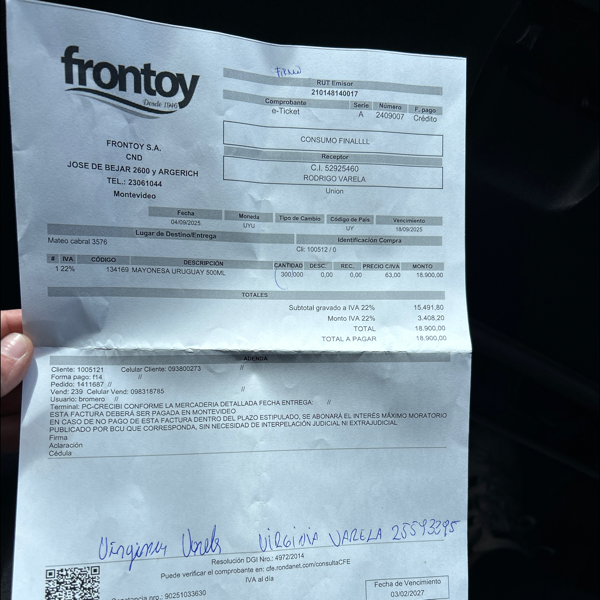 frontoy
Desde 1946
FRONTOY S.A.
CND
JOSE DE BEJAR 2600 y ARGERICH
TEL.: 23061044
Montevideo
RUT Emisor
210148140017
Comprobante Serie Número F. pago
e-Ticket A 2409007 Crédito
CONSUMO FINALLLL
Receptor
C.I. 52925460
RODRIGO VARELA
Union
Fecha Moneda Tipo de Cambio Código de País Vencimiento
04/09/2025 UYU UY 18/09/2025
Lugar de Destino/Entrega Identificación Compra
Mateo cabral 3576 Cli: 100512 / 0
# IVA CÓDIGO DESCRIPCIÓN CANTIDAD DESC. REC. PRECIO C/IVA MONTO
1 22% 134169 MAYONESA URUGUAY 500ML 300,000 0,00 0,00 63,00 18.900,00
TOTALES
Subtotal gravado a IVA 22% 15.491,80
Monto IVA 22% 3.408,20
TOTAL 18.900,00
TOTAL A PAGAR 18.900,00
ADENDA
Cliente: 1005121 Celular Cliente: 093800273 //
Forma pago: f14 //
Pedido: 1411687 //
Vend: 239 Celular Vend: 098318785 //
Usuario: bromero //
Terminal: PC-CRECIBI CONFORME LA MERCADERIA DETALLADA FECHA ENTREGA: //
ESTA FACTURA DEBERÁ SER PAGADA EN MONTEVIDEO
EN CASO DE NO PAGO DE ESTA FACTURA DENTRO DEL PLAZO ESTIPULADO, SE ABONARÁ EL INTERÉS MÁXIMO MORATORIO
PUBLICADO POR BCU QUE CORRESPONDA, SIN NECESIDAD DE INTERPELACIÓN JUDICIAL NI EXTRAJUDICIAL
Firma
Aclaración
Cédula
Virginia Varela VIRGINIA VARELA 25593395
Resolución DGI Nro.: 4972/2014
Puede verificar el comprobante en: cfe.rondanet.com/consultaCFE
IVA al día
Constancia nro.: 90251033630
Fecha de Vencimiento
03/02/2027